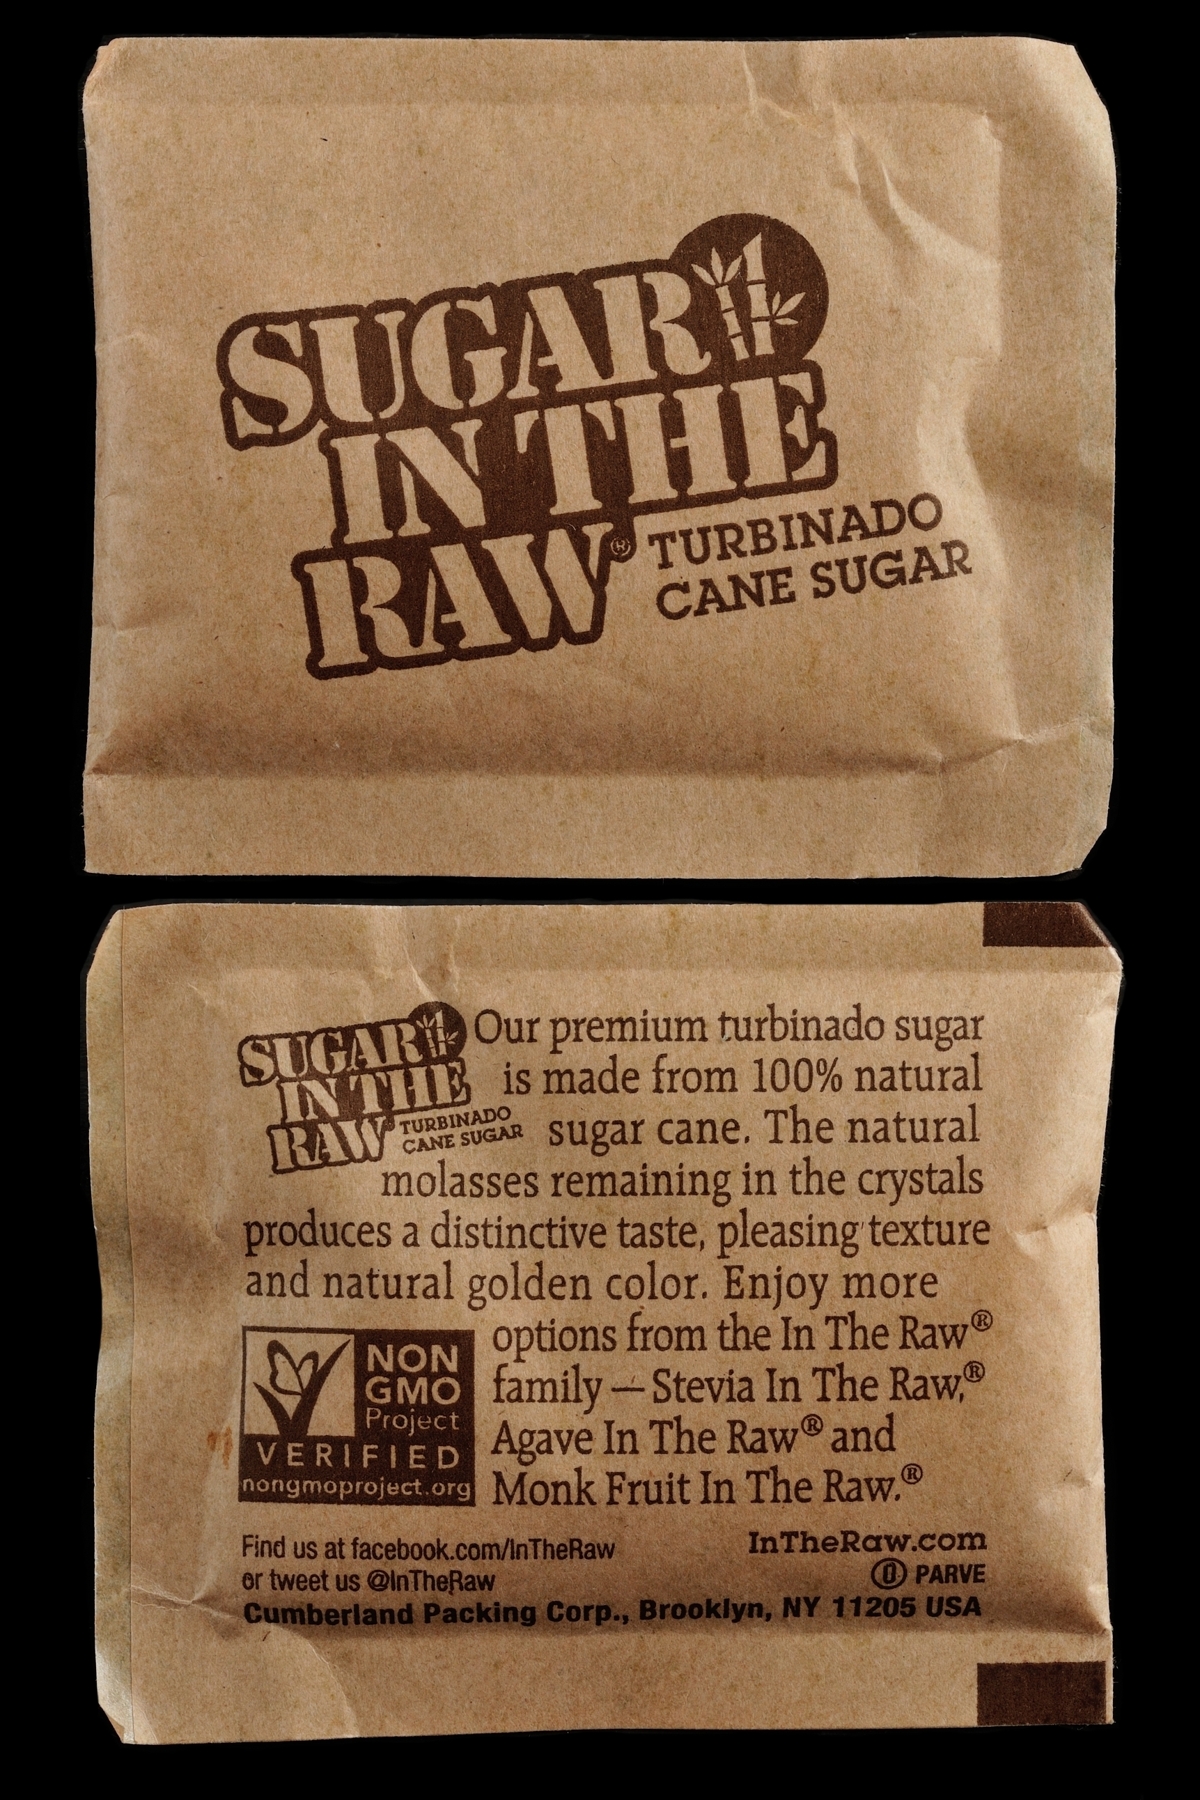 SUGAR
IN THE
RAW®
TURBINADO
CANE SUGAR
SUGAR
IN THE
RAW®
TURBINADO
CANE SUGAR
Our premium turbinado sugar
is made from 100% natural
sugar cane. The natural
molasses remaining in the crystals
produces a distinctive taste, pleasing texture
and natural golden color. Enjoy more
options from the In The Raw®
family – Stevia In The Raw,®
Agave In The Raw® and
Monk Fruit In The Raw.®
NON
GMO
Project
VERIFIED
nongmoproject.org
Find us at facebook.com/InTheRaw
or tweet us @InTheRaw
InTheRaw.com
Ⓤ PARVE
Cumberland Packing Corp., Brooklyn, NY 11205 USA